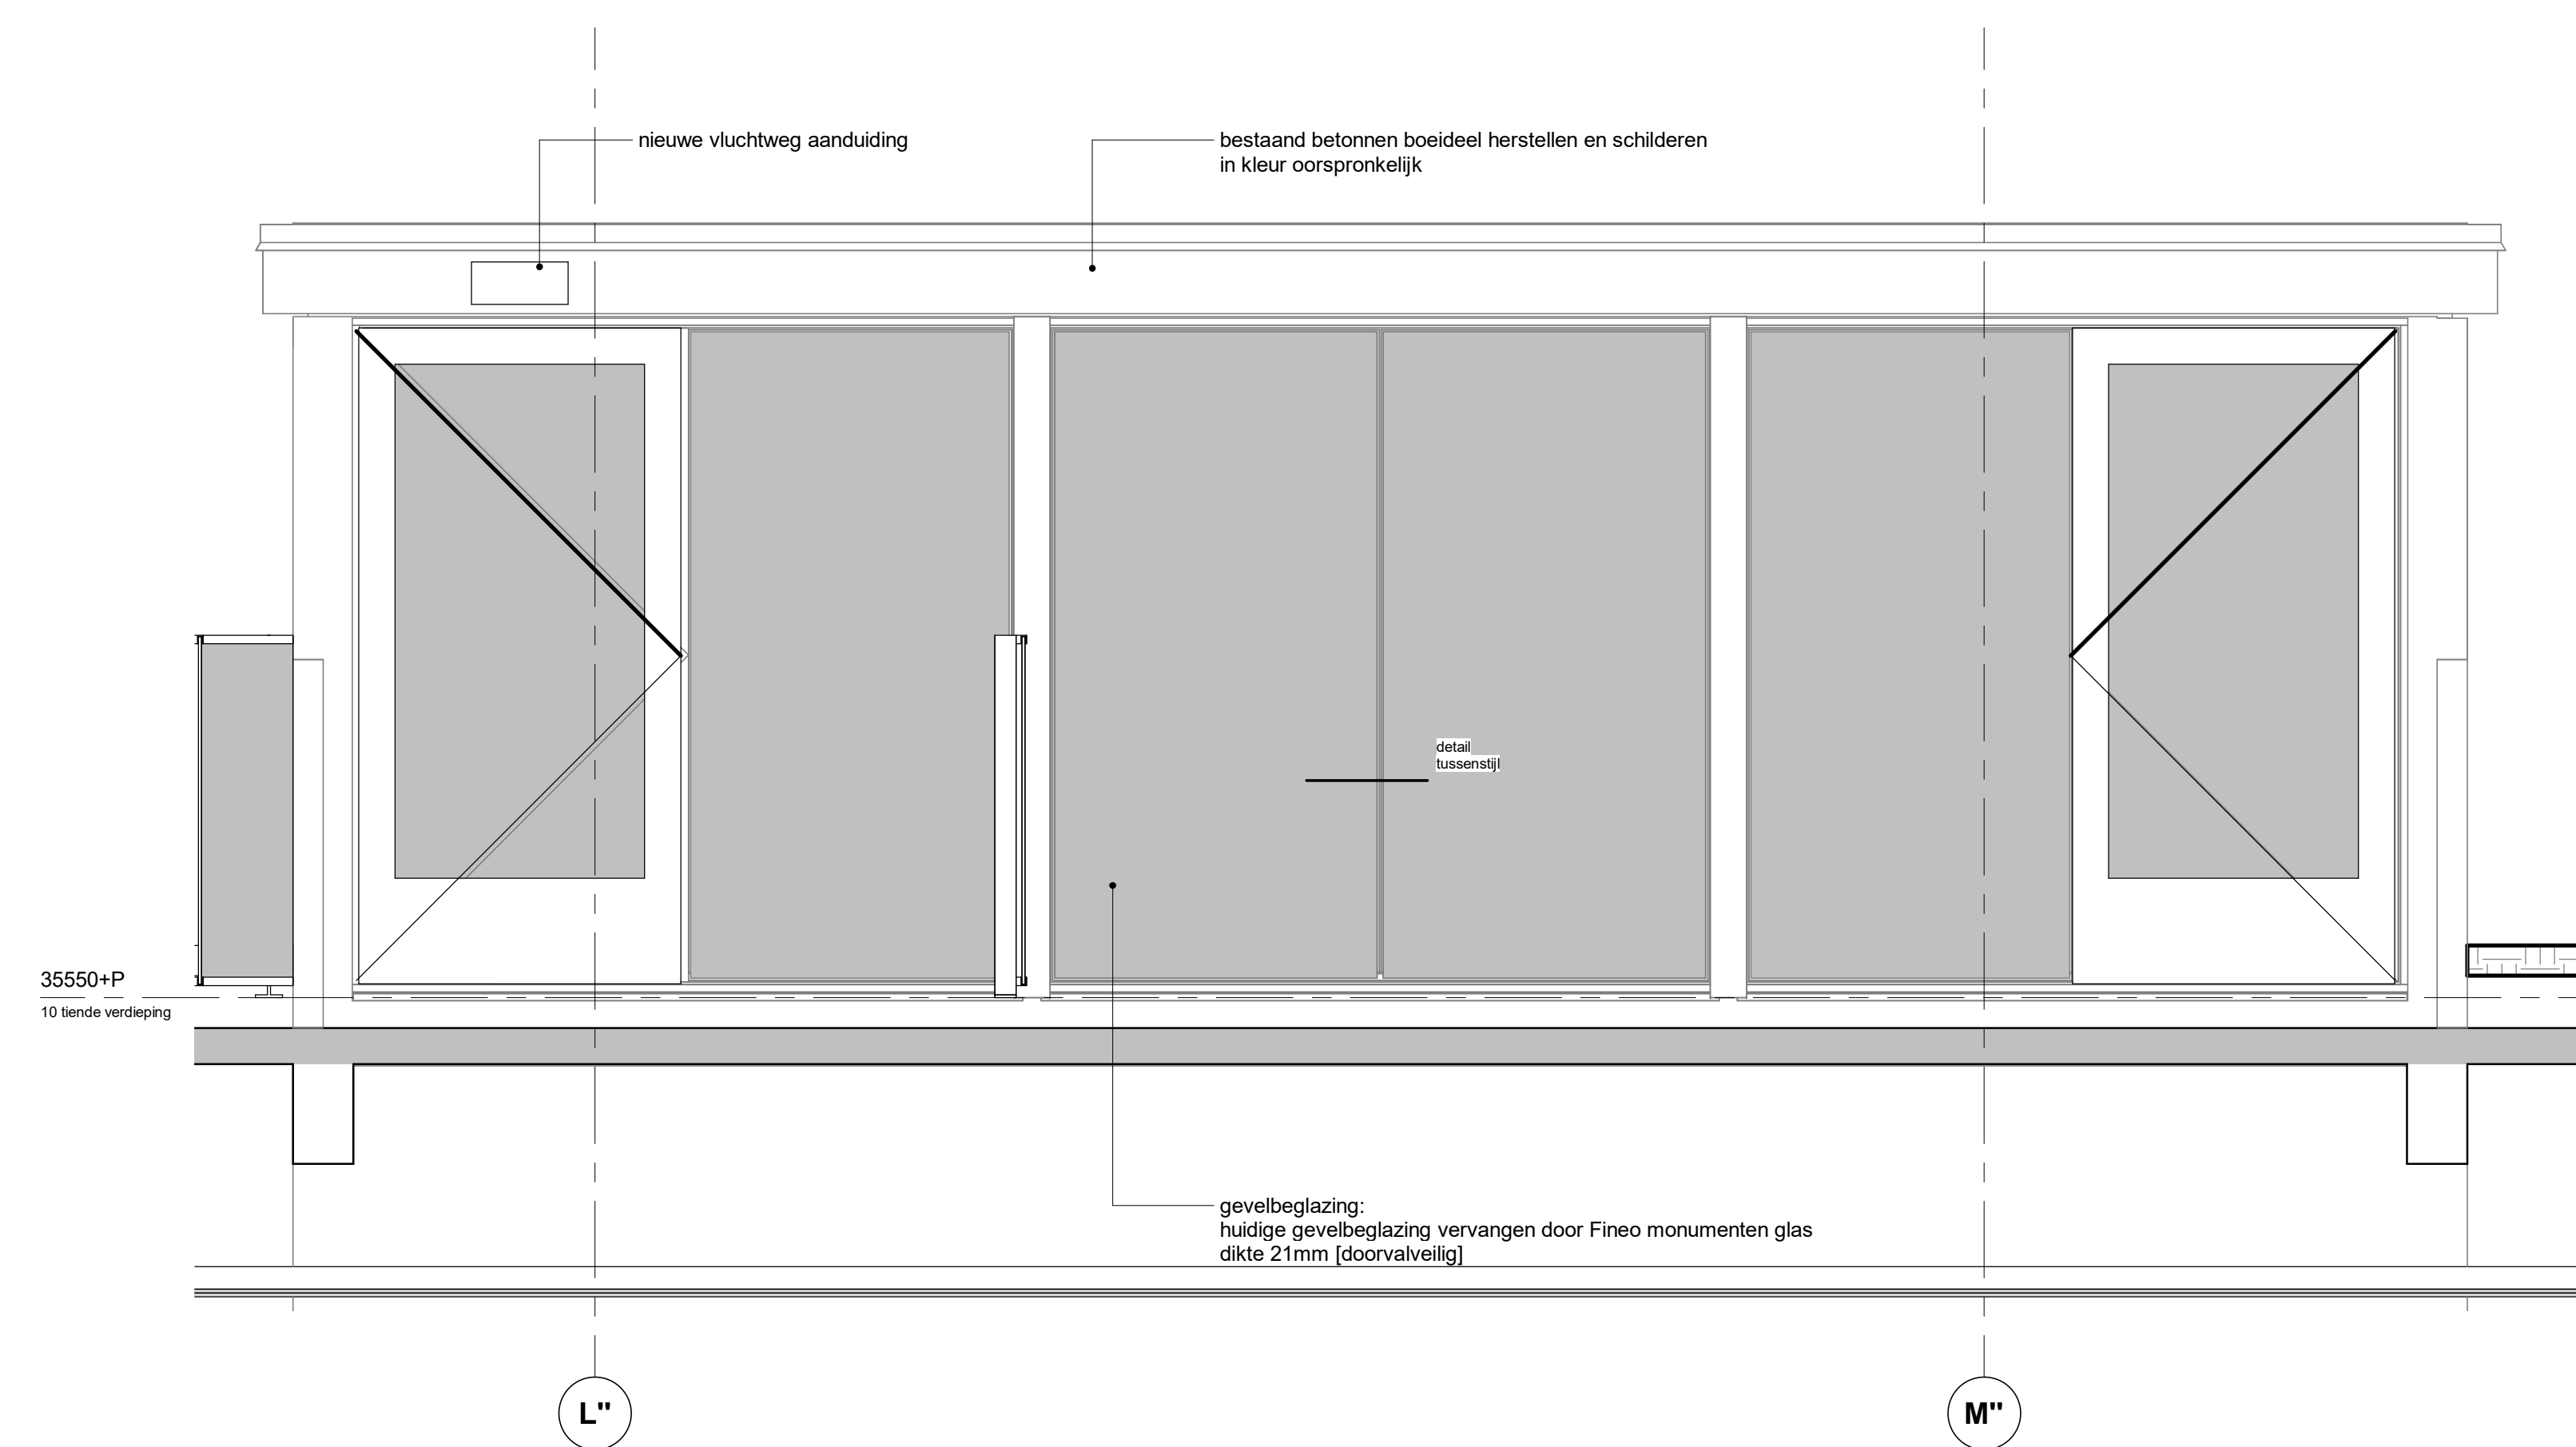 nieuwe vluchtweg aanduiding
bestaand betonnen boeideel herstellen en schilderen
in kleur oorspronkelijk
detail
tussenstijl
35550+P
10 tiende verdieping
gevelbeglazing:
huidige gevelbeglazing vervangen door Fineo monumenten glas
dikte 21mm [doorvalveilig]
L"
M"